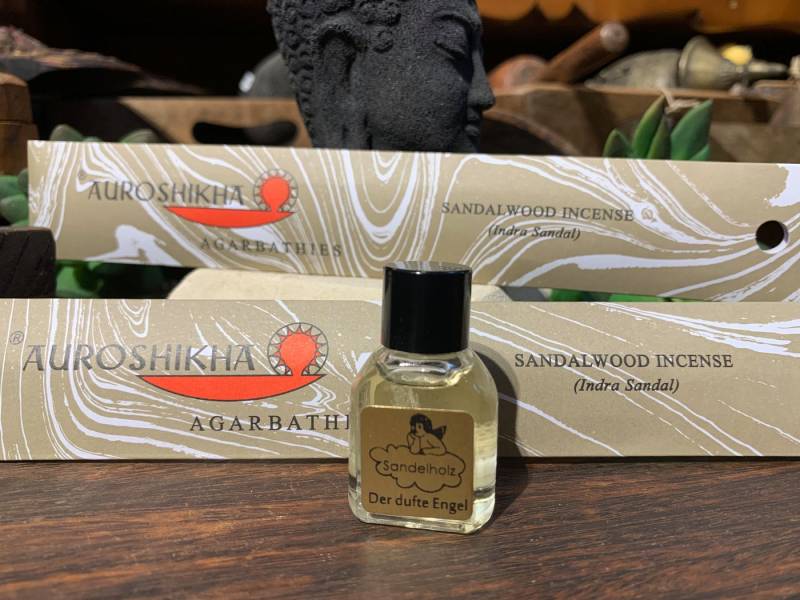 AUROSHIKHA
AGARBATHIES
SANDALWOOD INCENSE
(Indra Sandal)
® AUROSHIKHA
AGARBATHI
SANDALWOOD INCENSE
(Indra Sandal)
Sandelholz
Der dufte Engel